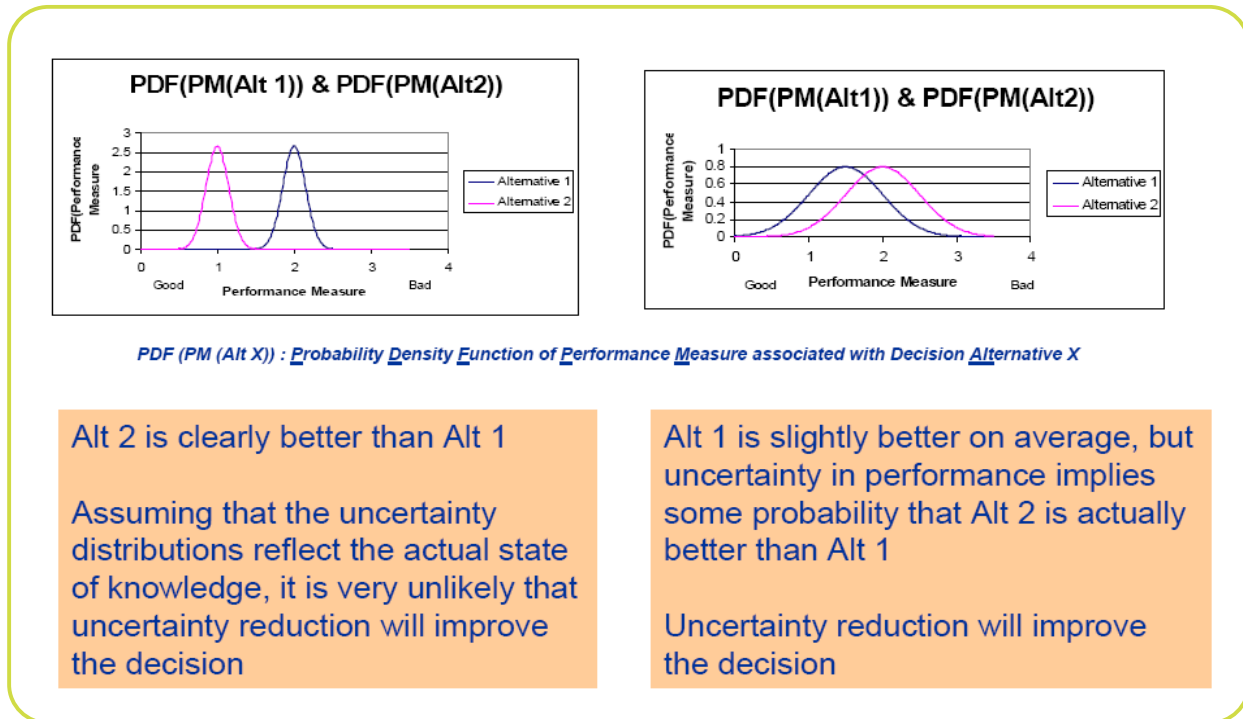 PDF(PM(Alt 1)) & PDF(PM(Alt2))
PDF(Performance
Measure
3
2.5
2
1.5
1
0.5
0
0 1 2 3 4
Good Performance Measure Bad
Alternative 1
Alternative 2
PDF(PM(Alt1)) & PDF(PM(Alt2))
PDF(Performance
Measure)
1
0.8
0.6
0.4
0.2
0
0 1 2 3 4
Good Performance Measure Bad
Alternative 1
Alternative 2
PDF (PM (Alt X)) : Probability Density Function of Performance Measure associated with Decision Alternative X
Alt 2 is clearly better than Alt 1
Assuming that the uncertainty
distributions reflect the actual state
of knowledge, it is very unlikely that
uncertainty reduction will improve
the decision
Alt 1 is slightly better on average, but
uncertainty in performance implies
some probability that Alt 2 is actually
better than Alt 1
Uncertainty reduction will improve
the decision